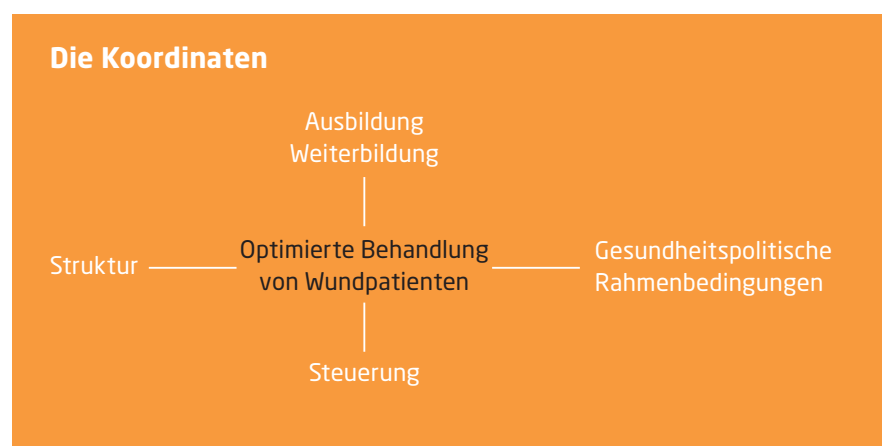 Die Koordinaten
Ausbildung
Weiterbildung
Struktur
Optimierte Behandlung
von Wundpatienten
Gesundheitspolitische
Rahmenbedingungen
Steuerung